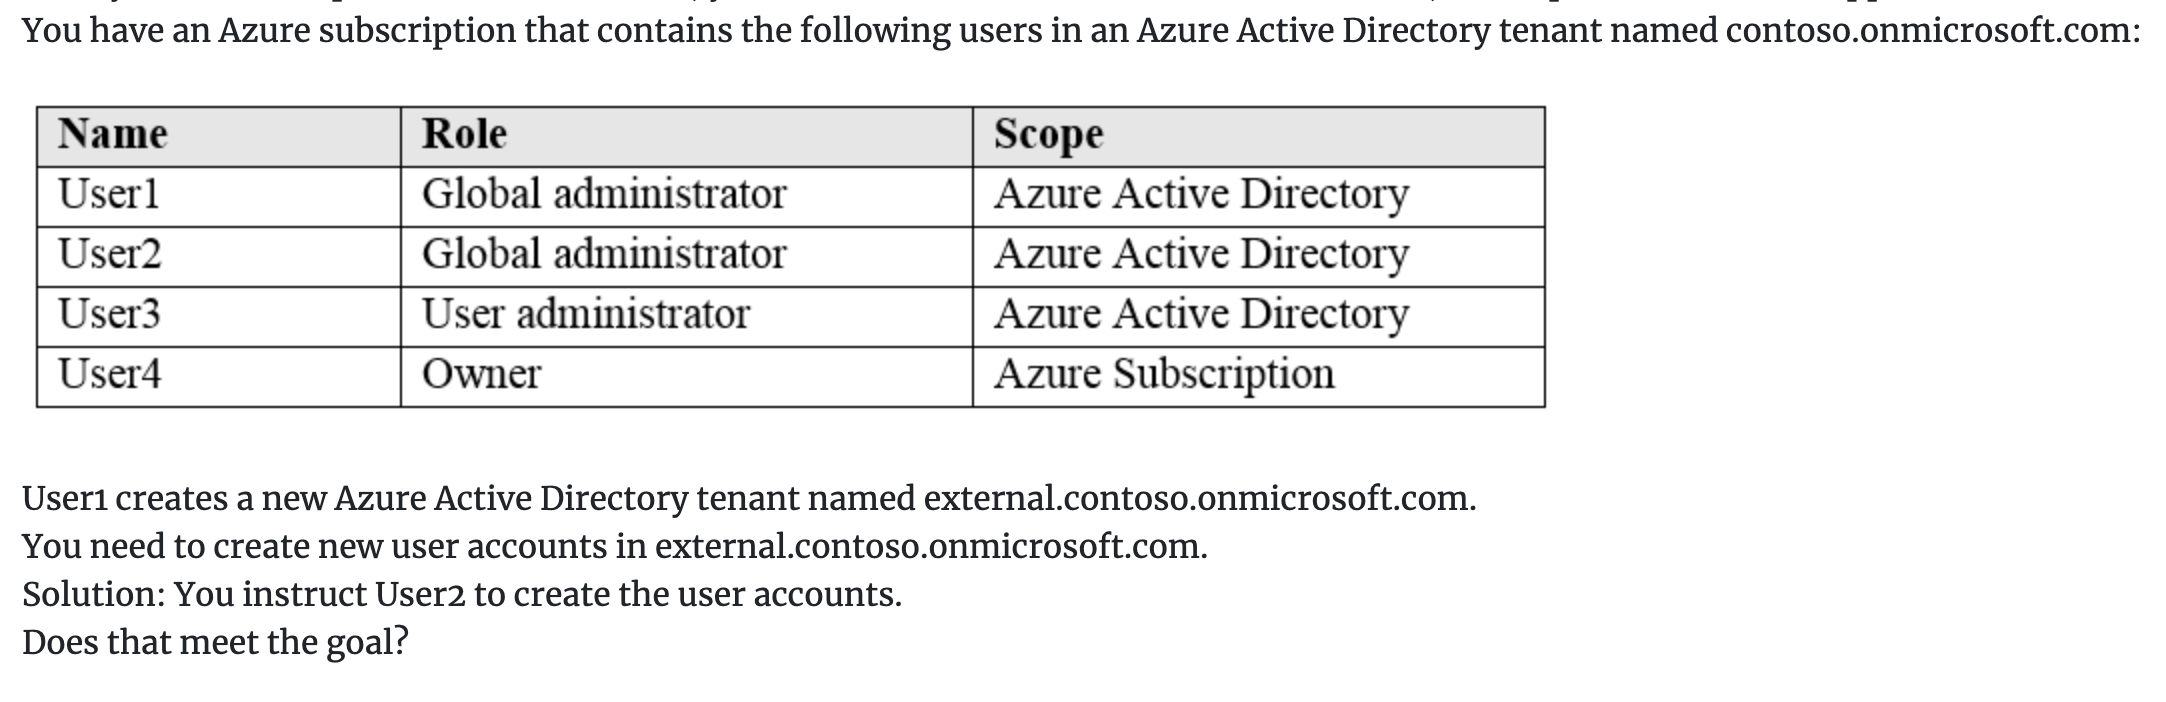 You have an Azure subscription that contains the following users in an Azure Active Directory tenant named contoso.onmicrosoft.com:
Name Role Scope
User1 Global administrator Azure Active Directory
User2 Global administrator Azure Active Directory
User3 User administrator Azure Active Directory
User4 Owner Azure Subscription
User1 creates a new Azure Active Directory tenant named external.contoso.onmicrosoft.com.
You need to create new user accounts in external.contoso.onmicrosoft.com.
Solution: You instruct User2 to create the user accounts.
Does that meet the goal?